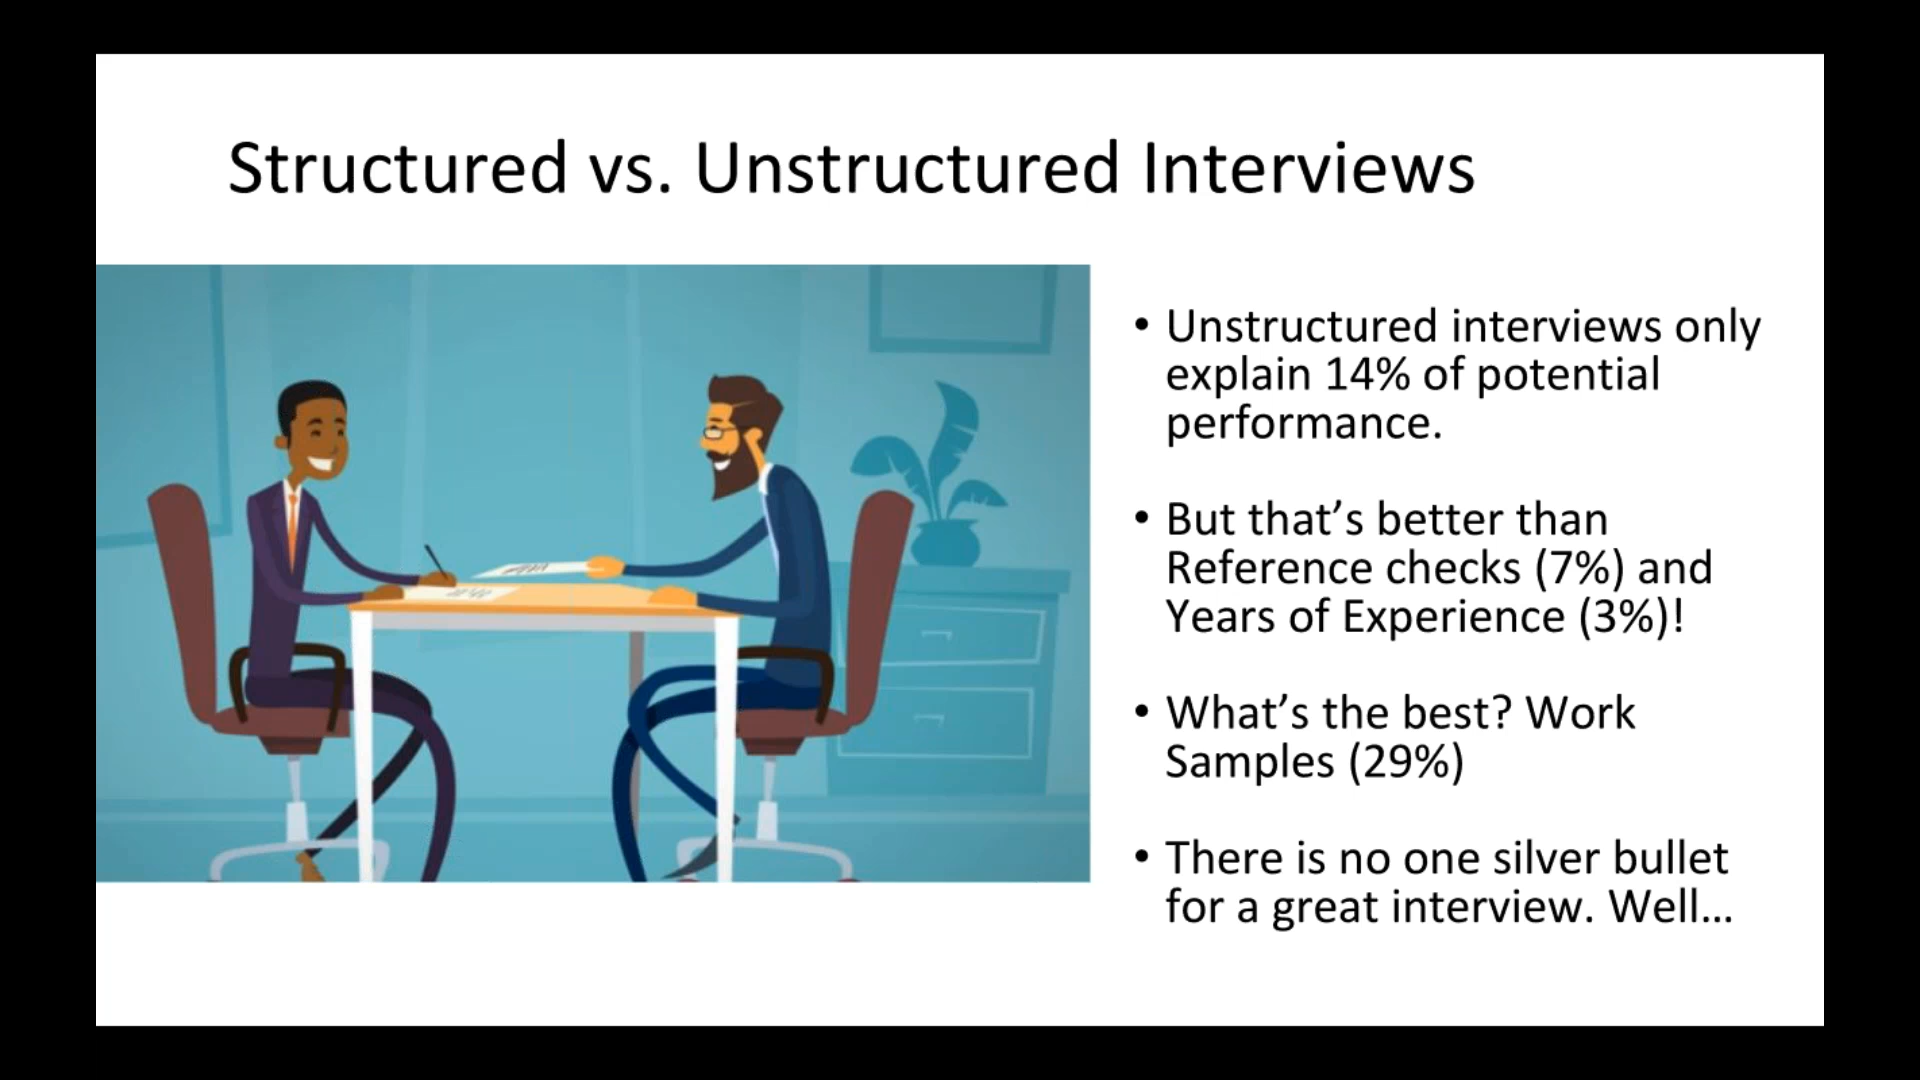 Structured vs. Unstructured Interviews
• Unstructured interviews only
explain 14% of potential
performance.
• But that’s better than
Reference checks (7%) and
Years of Experience (3%)!
• What’s the best? Work
Samples (29%)
• There is no one silver bullet
for a great interview. Well…